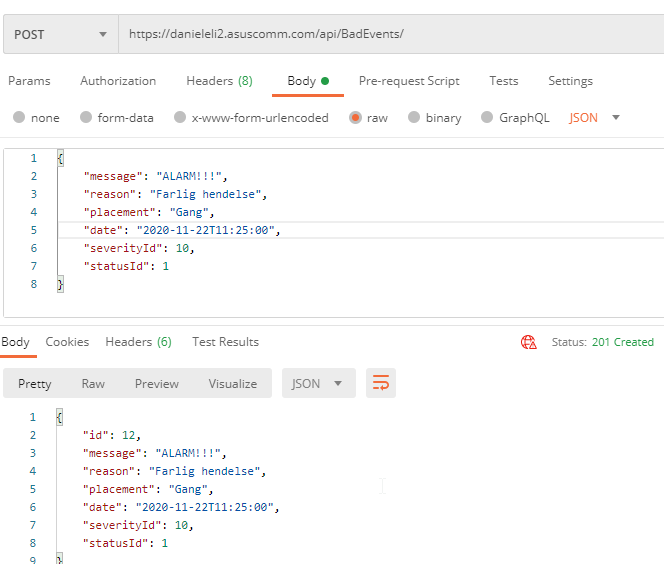 POST https://danieleli2.asuscomm.com/api/BadEvents/
Params Authorization Headers (8) Body Pre-request Script Tests Settings
none form-data x-www-form-urlencoded raw binary GraphQL JSON
1 {
2 "message": "ALARM!!!",
3 "reason": "Farlig hendelse",
4 "placement": "Gang",
5 "date": "2020-11-22T11:25:00",
6 "severityId": 10,
7 "statusId": 1
8 }
Body Cookies Headers (6) Test Results Status: 201 Created
Pretty Raw Preview Visualize JSON
1 {
2 "id": 12,
3 "message": "ALARM!!!",
4 "reason": "Farlig hendelse",
5 "placement": "Gang",
6 "date": "2020-11-22T11:25:00",
7 "severityId": 10,
8 "statusId": 1
9 }